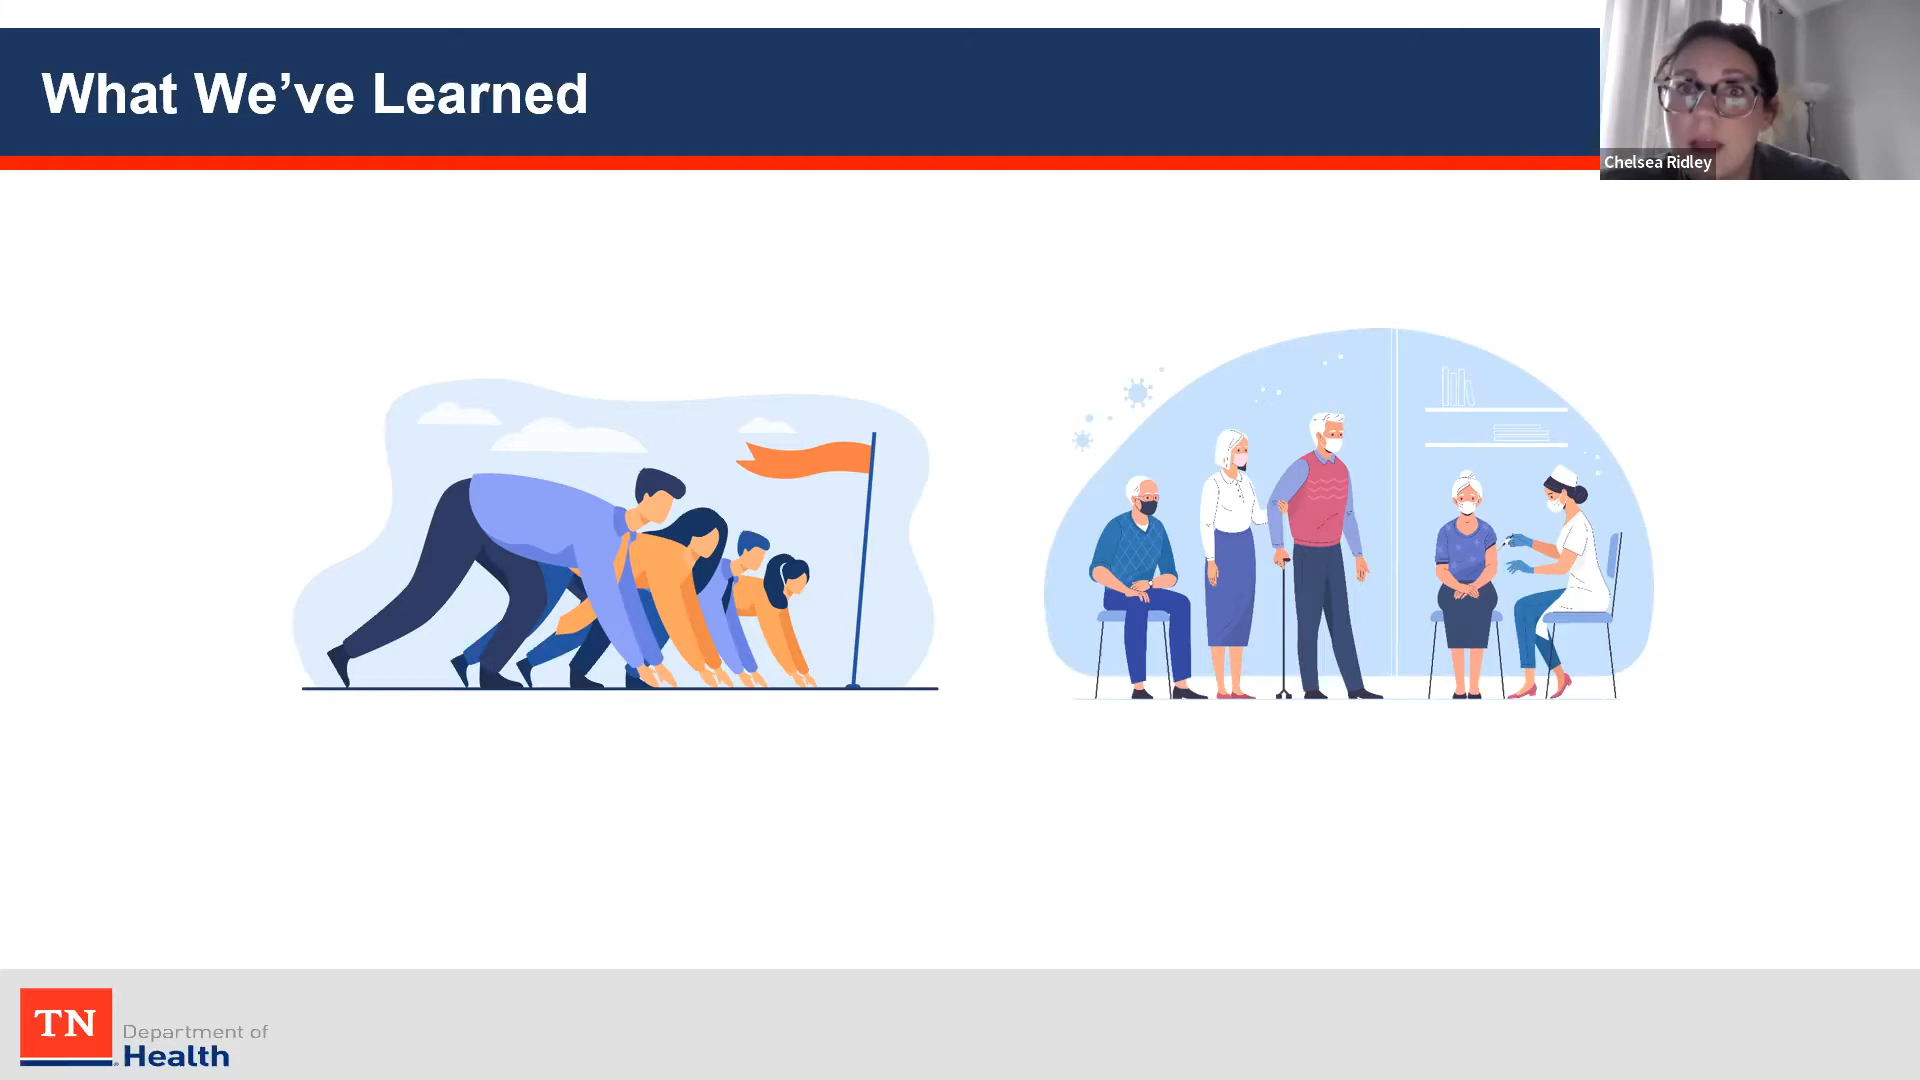 What We’ve Learned
Chelsea Ridley
TN
Department of
Health